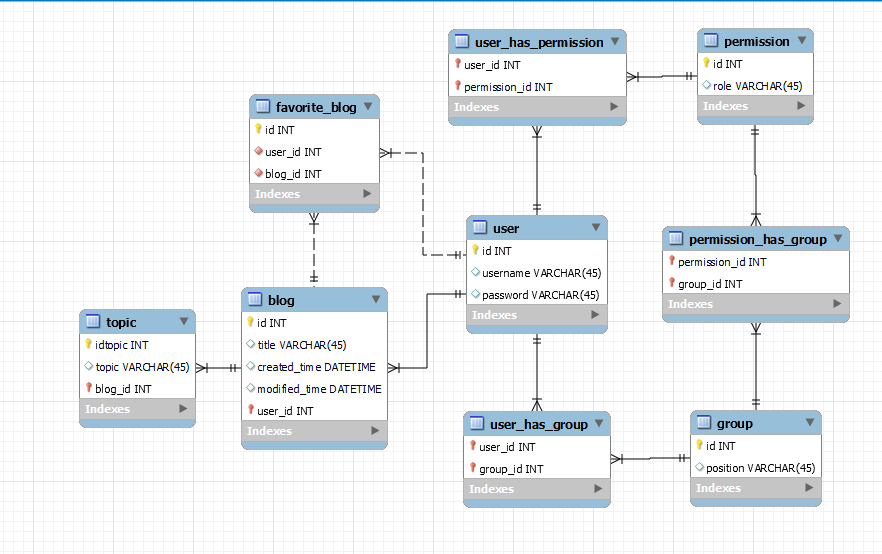 user_has_permission
user_id INT
permission_id INT
Indexes
permission
id INT
role VARCHAR(45)
Indexes
favorite_blog
id INT
user_id INT
blog_id INT
Indexes
user
id INT
username VARCHAR(45)
password VARCHAR(45)
Indexes
permission_has_group
permission_id INT
group_id INT
Indexes
blog
id INT
title VARCHAR(45)
created_time DATETIME
modified_time DATETIME
user_id INT
Indexes
topic
idtopic INT
topic VARCHAR(45)
blog_id INT
Indexes
user_has_group
user_id INT
group_id INT
Indexes
group
id INT
position VARCHAR(45)
Indexes